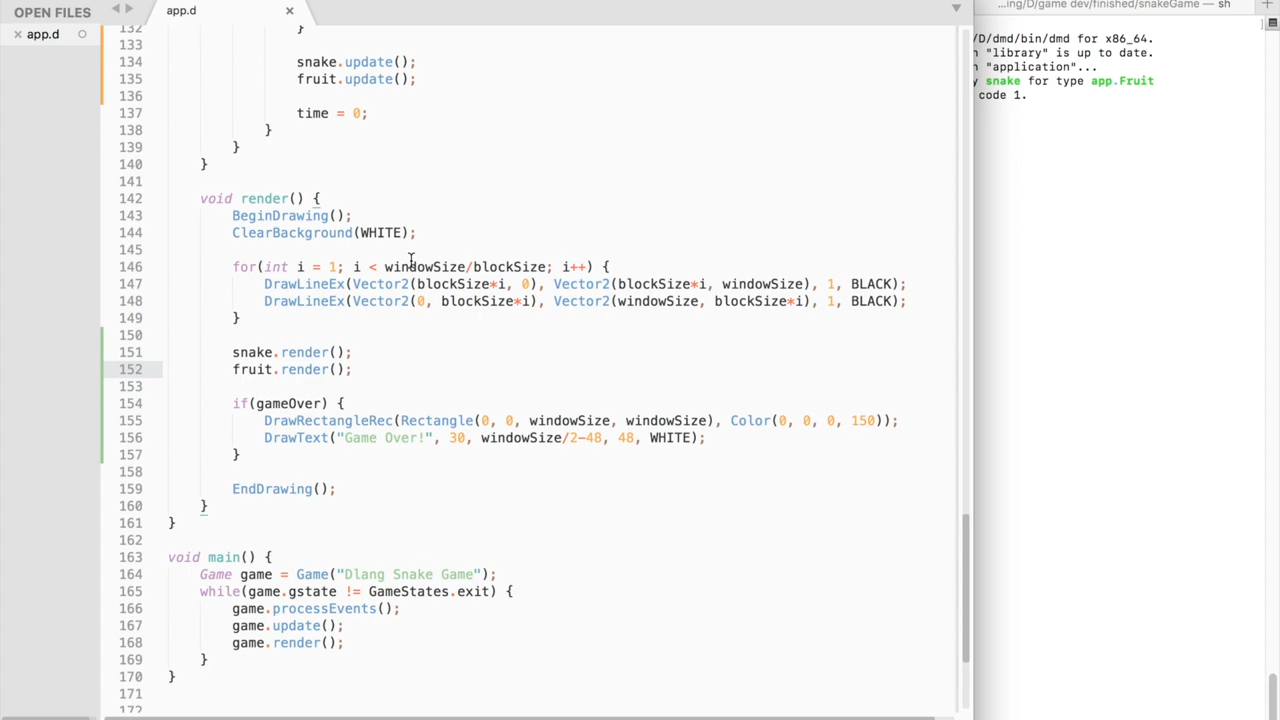 OPEN FILES
app.d
app.d
132 }
133
134 snake.update();
135 fruit.update();
136
137 time = 0;
138 }
139 }
140 }
141
142 void render() {
143 BeginDrawing();
144 ClearBackground(WHITE);
145
146 for(int i = 1; i < windowSize/blockSize; i++) {
147 DrawLineEx(Vector2(blockSize*i, 0), Vector2(blockSize*i, windowSize), 1, BLACK);
148 DrawLineEx(Vector2(0, blockSize*i), Vector2(windowSize, blockSize*i), 1, BLACK);
149 }
150
151 snake.render();
152 fruit.render();
153
154 if(gameOver) {
155 DrawRectangleRec(Rectangle(0, 0, windowSize, windowSize), Color(0, 0, 0, 150));
156 DrawText("Game Over!", 30, windowSize/2-48, 48, WHITE);
157 }
158
159 EndDrawing();
160 }
161 }
162
163 void main() {
164 Game game = Game("Dlang Snake Game");
165 while(game.gstate != GameStates.exit) {
166 game.processEvents();
167 game.update();
168 game.render();
169 }
170 }
171
172
...ing/D/game dev/finished/snakeGame — sh
/D/dmd/bin/dmd for x86_64.
n "library" is up to date.
n "application"...
y snake for type app.Fruit
code 1.